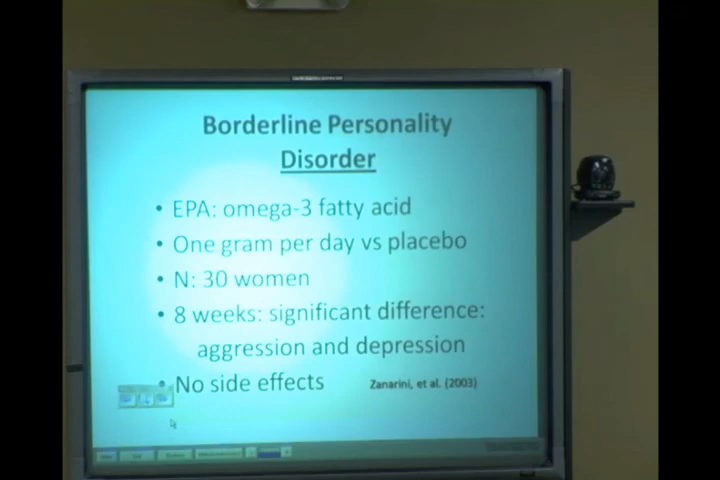 Borderline Personality
Disorder
• EPA: omega-3 fatty acid
• One gram per day vs placebo
• N: 30 women
• 8 weeks: significant difference:
aggression and depression
• No side effects Zanarini, et al. (2003)